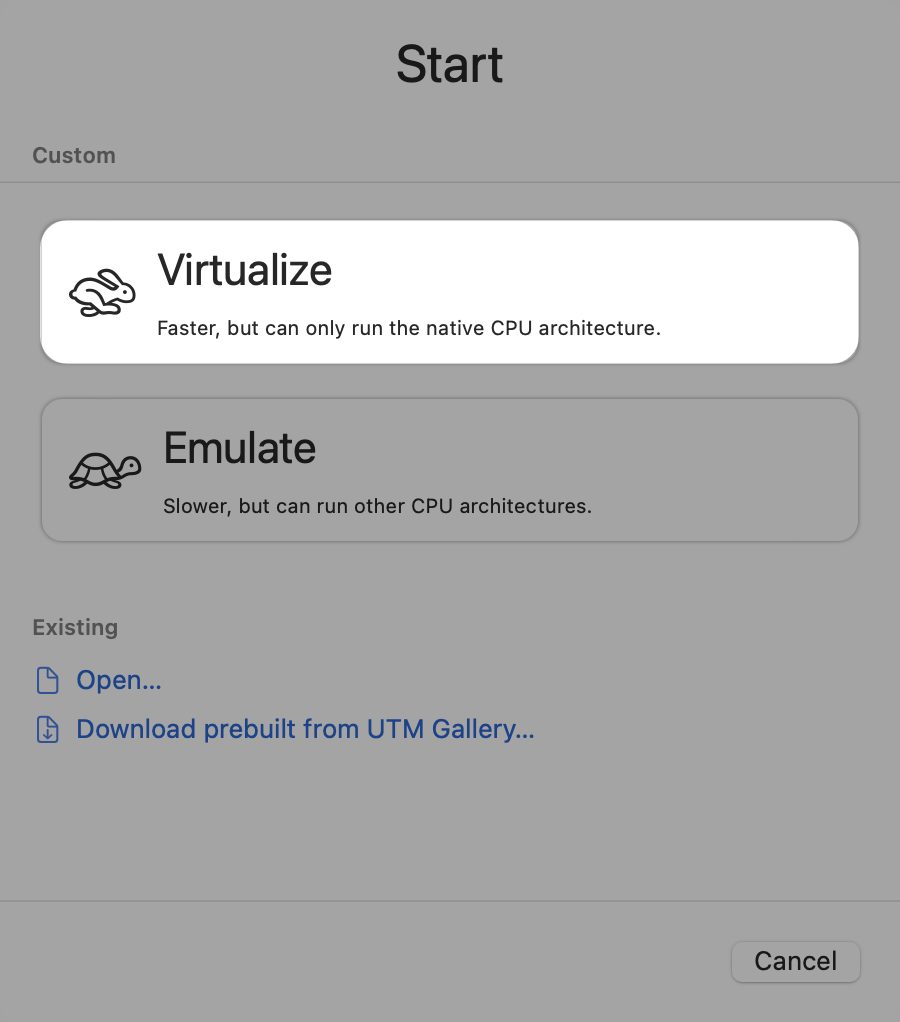 Start
Custom
Virtualize
Faster, but can only run the native CPU architecture.
Emulate
Slower, but can run other CPU architectures.
Existing
Open...
Download prebuilt from UTM Gallery...
Cancel